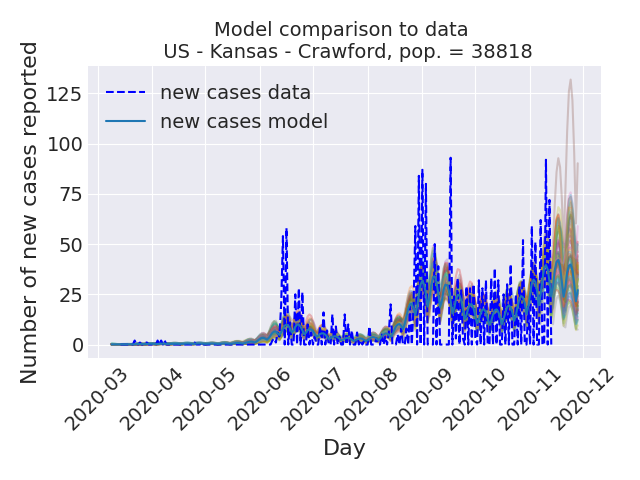 Model comparison to data
US - Kansas - Crawford, pop. = 38818
Number of new cases reported
125
100
75
50
25
0
new cases data
new cases model
2020-03
2020-04
2020-05
2020-06
2020-07
2020-08
2020-09
2020-10
2020-11
2020-12
Day